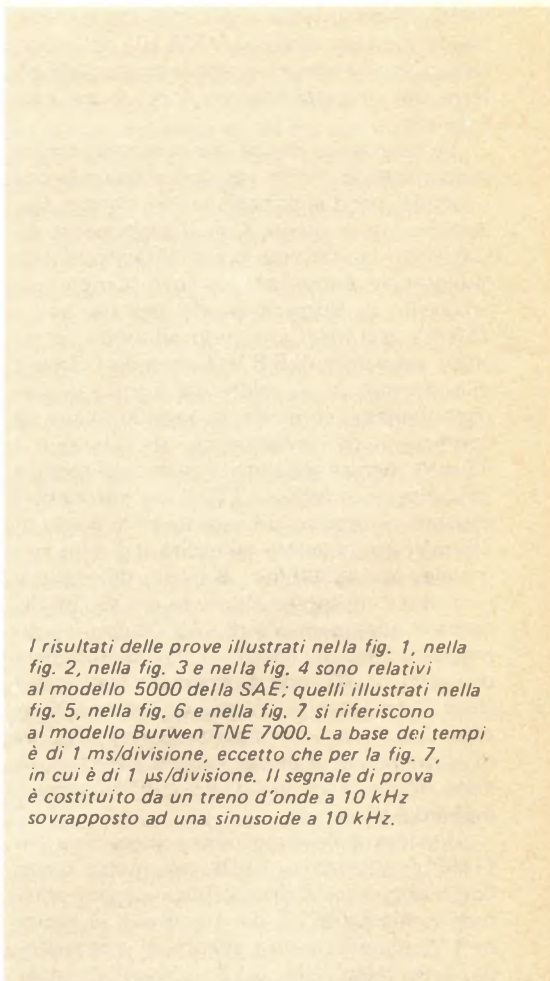 I risultati delle prove illustrati nella fig. 1, nella
fig. 2, nella fig. 3 e nella fig. 4 sono relativi
al modello 5000 della SAE; quelli illustrati nella
fig. 5, nella fig. 6 e nella fig. 7 si riferiscono
al modello Burwen TNE 7000. La base dei tempi
è di 1 ms/divisione, eccetto che per la fig. 7,
in cui è di 1 µs/divisione. Il segnale di prova
è costituito da un treno d'onde a 10 kHz
sovrapposto ad una sinusoide a 10 kHz.